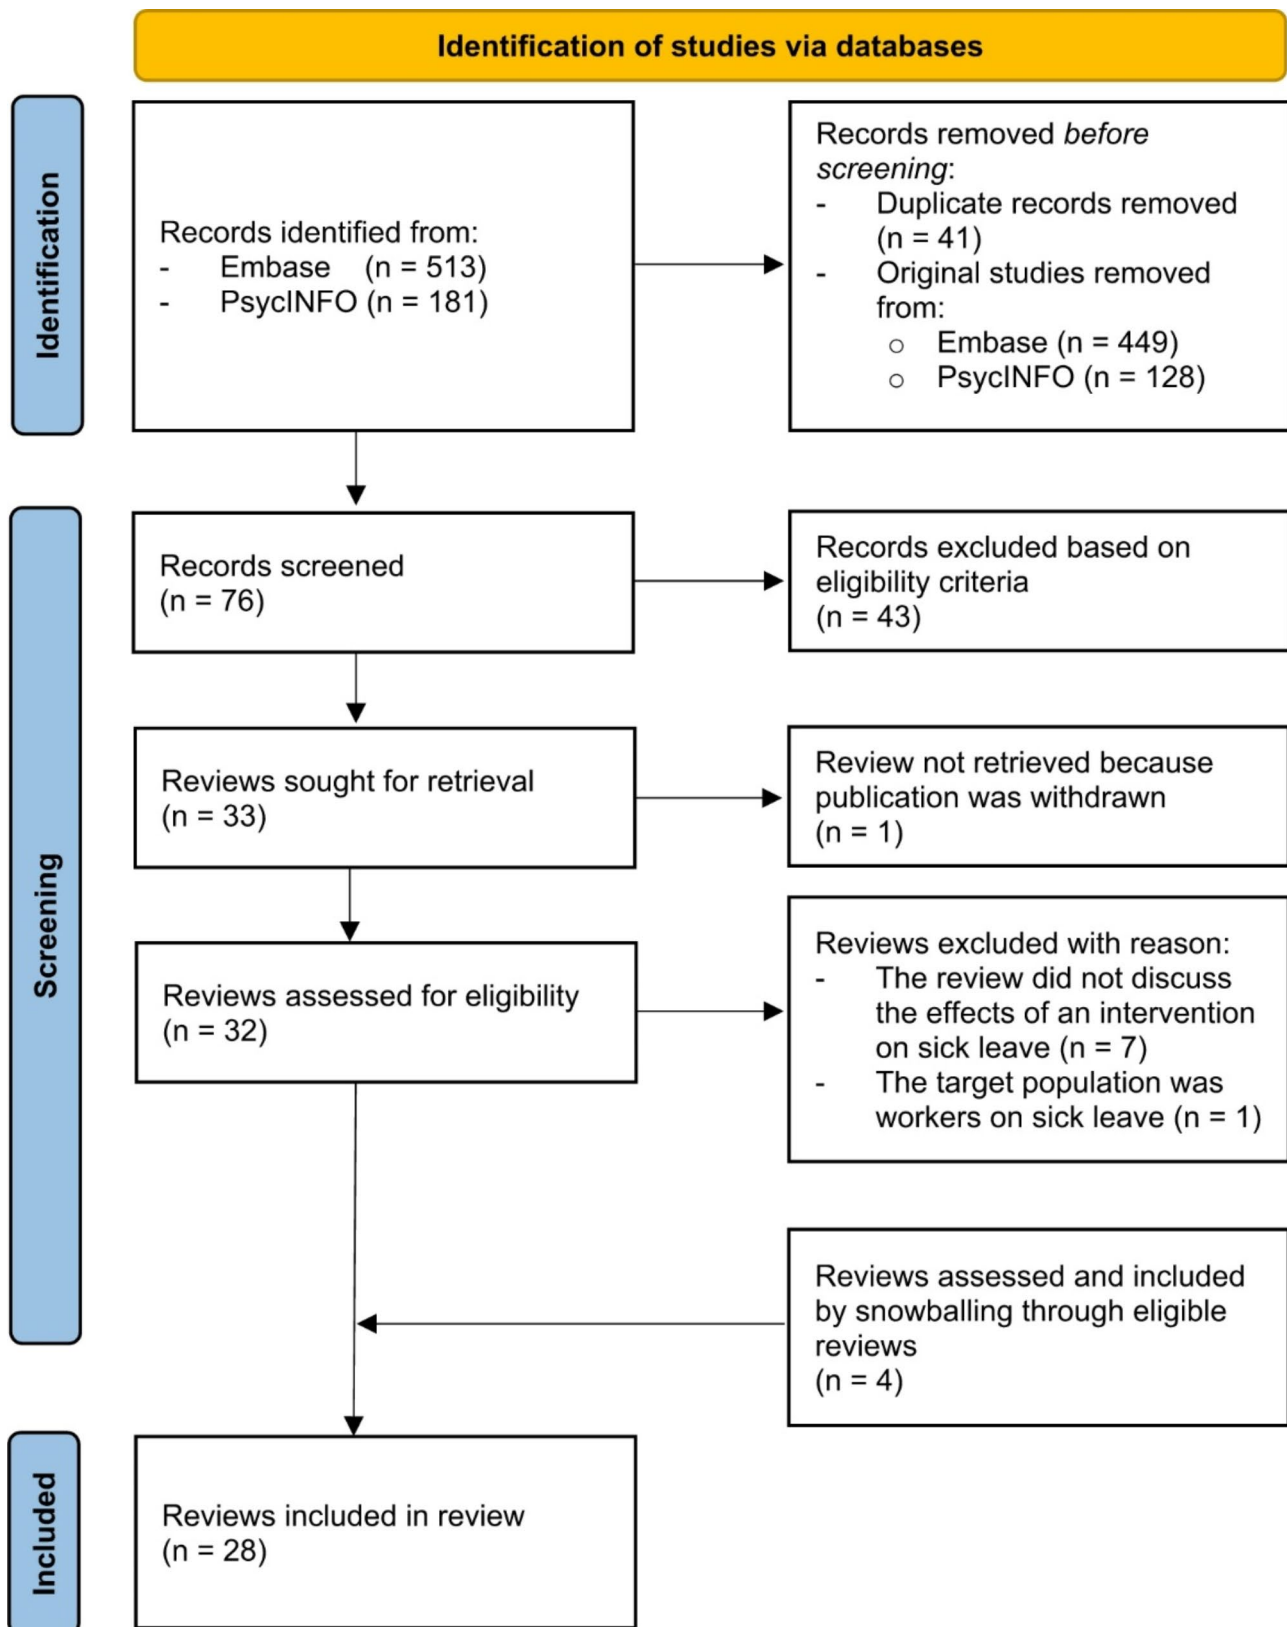 Identification of studies via databases
Identification
Records identified from:
- Embase (n = 513)
- PsycINFO (n = 181)
Records removed before
screening:
- Duplicate records removed
(n = 41)
- Original studies removed
from:
o Embase (n = 449)
o PsycINFO (n = 128)
Screening
Records screened
(n = 76)
Records excluded based on
eligibility criteria
(n = 43)
Reviews sought for retrieval
(n = 33)
Review not retrieved because
publication was withdrawn
(n = 1)
Reviews assessed for eligibility
(n = 32)
Reviews excluded with reason:
- The review did not discuss
the effects of an intervention
on sick leave (n = 7)
- The target population was
workers on sick leave (n = 1)
Reviews assessed and included
by snowballing through eligible
reviews
(n = 4)
Included
Reviews included in review
(n = 28)